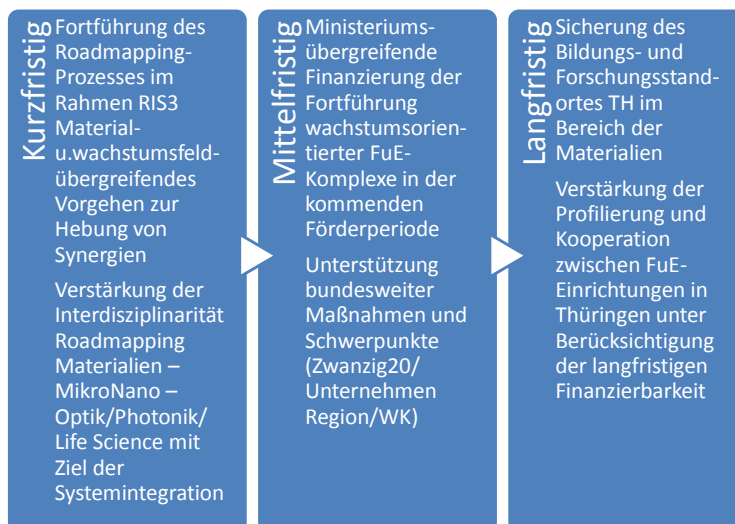 Kurzfristig
Fortführung des
Roadmapping-
Prozesses im
Rahmen RIS3
Material-
u.wachstumsfeld-
übergreifendes
Vorgehen zur
Hebung von
Synergien
Verstärkung der
Interdisziplinarität
Roadmapping
Materialien –
MikroNano –
Optik/Photonik/
Life Science mit
Ziel der
Systemintegration
Mittelfristig
Ministeriums-
übergreifende
Finanzierung der
Fortführung
wachstumsorien-
tierter FuE-
Komplexe in der
kommenden
Förderperiode
Unterstützung
bundesweiter
Maßnahmen und
Schwerpunkte
(Zwanzig20/
Unternehmen
Region/WK)
Langfristig
Sicherung des
Bildungs- und
Forschungsstand-
ortes TH im
Bereich der
Materialien
Verstärkung der
Profilierung und
Kooperation
zwischen FuE-
Einrichtungen in
Thüringen unter
Berücksichtigung
der langfristigen
Finanzierbarkeit